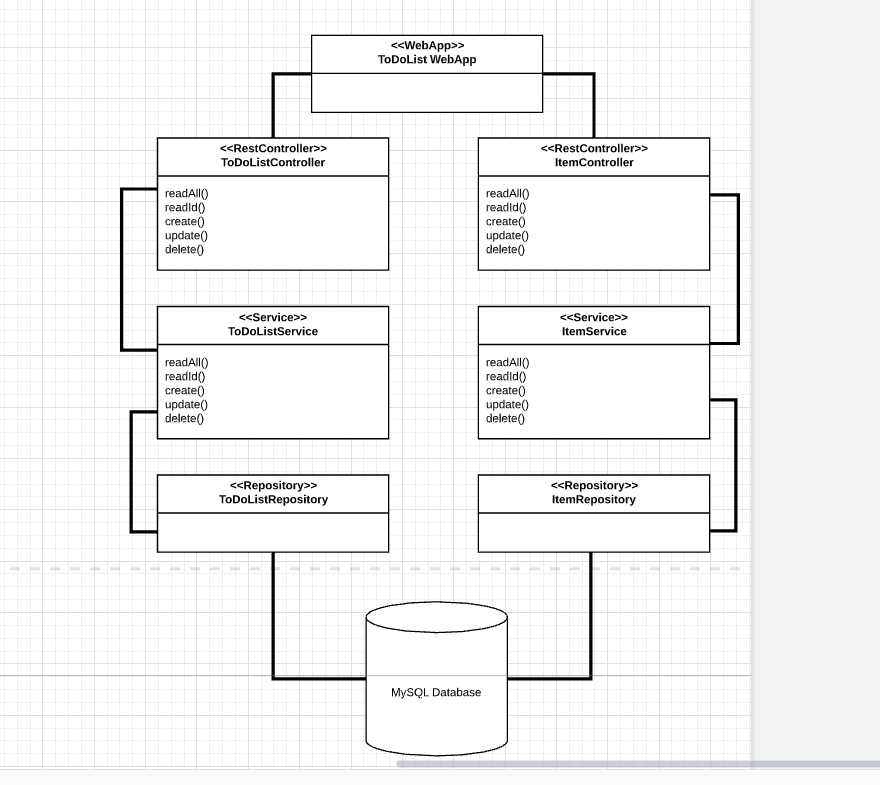 <<WebApp>>
ToDoList WebApp
<<RestController>>
ToDoListController
readAll()
readId()
create()
update()
delete()
<<RestController>>
ItemController
readAll()
readId()
create()
update()
delete()
<<Service>>
ToDoListService
readAll()
readId()
create()
update()
delete()
<<Service>>
ItemService
readAll()
readId()
create()
update()
delete()
<<Repository>>
ToDoListRepository
<<Repository>>
ItemRepository
MySQL Database